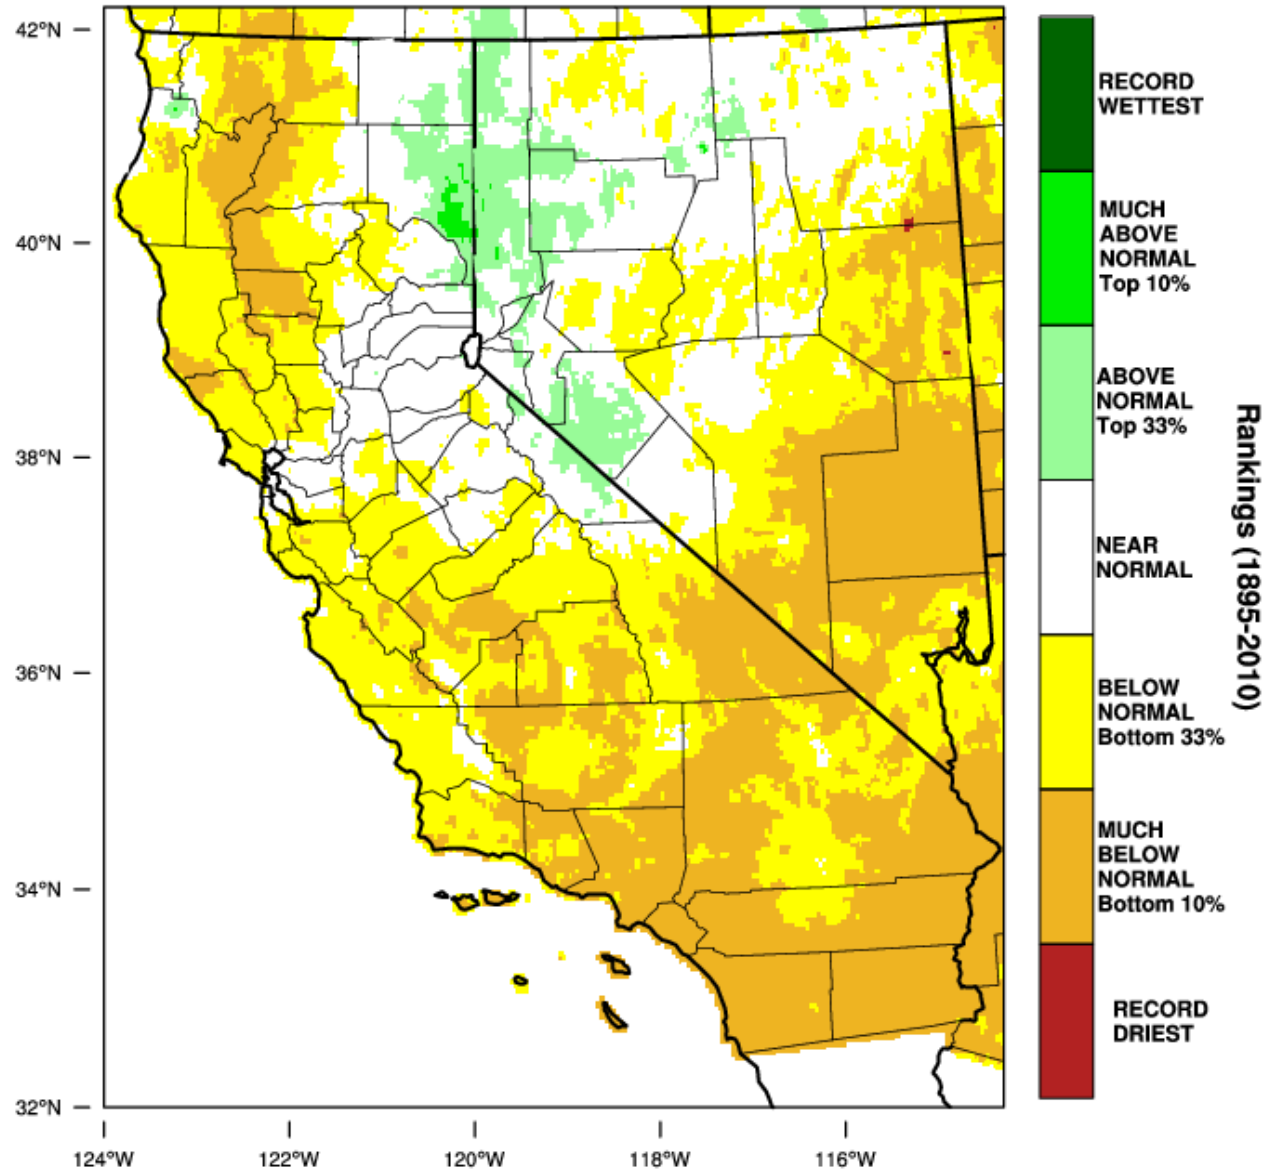 42°N
40°N
38°N
36°N
34°N
32°N
124°W
122°W
120°W
118°W
116°W
RECORD
WETTEST
MUCH
ABOVE
NORMAL
Top 10%
ABOVE
NORMAL
Top 33%
NEAR
NORMAL
BELOW
NORMAL
Bottom 33%
MUCH
BELOW
NORMAL
Bottom 10%
RECORD
DRIEST
Rankings (1895-2010)